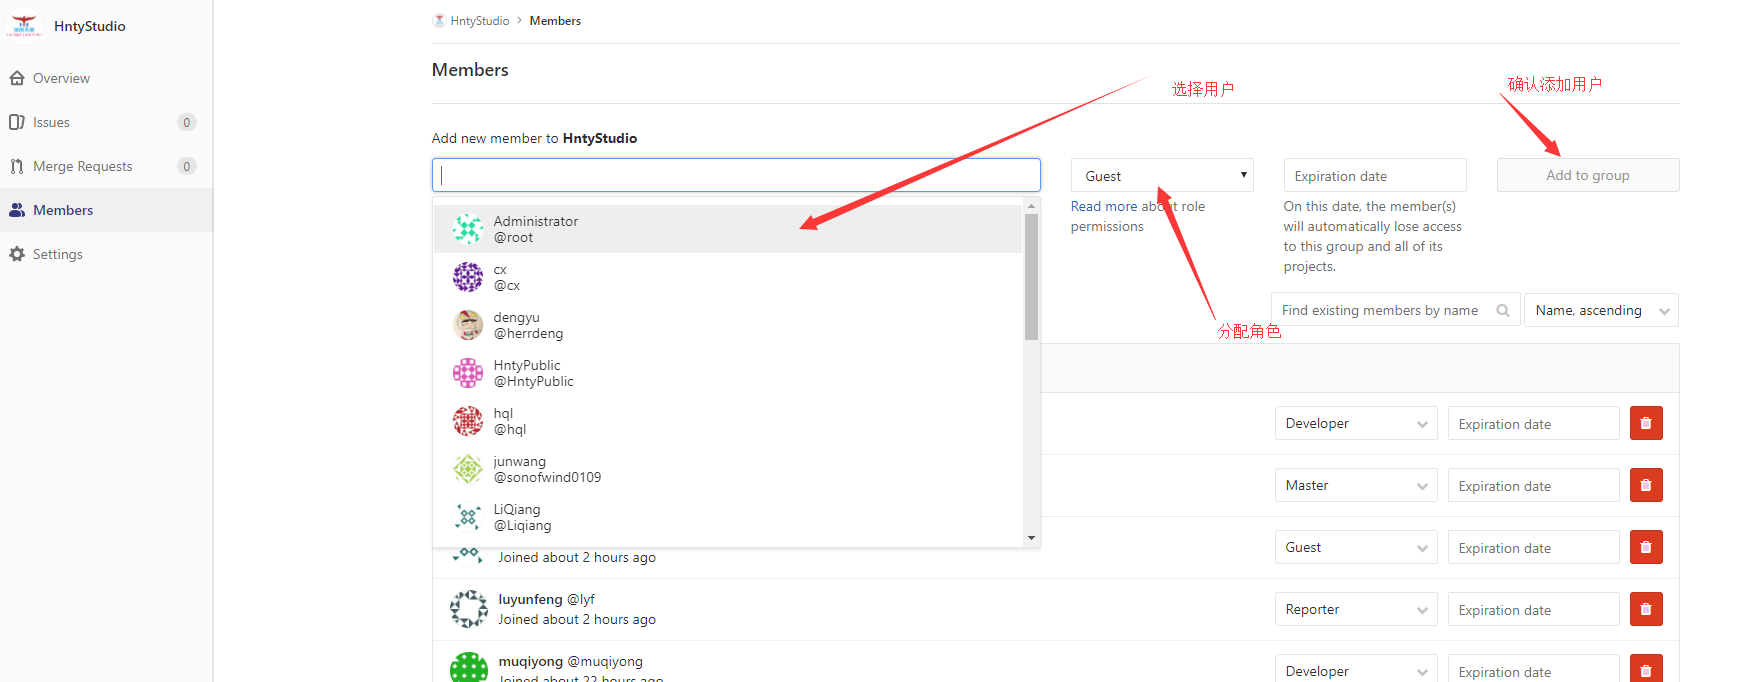 HntyStudio
Overview
Issues 0
Merge Requests 0
Members
Settings
HntyStudio > Members
Members
选择用户
确认添加用户
Add new member to HntyStudio
Guest
Expiration date
Add to group
Read more about role
permissions
On this date, the member(s)
will automatically lose access
to this group and all of its
projects.
Administrator
@root
cx
@cx
dengyu
@herrdeng
HntyPublic
@HntyPublic
hql
@hql
junwang
@sonofwind0109
LiQiang
@Liqiang
分配角色
Find existing members by name
Name, ascending
Developer
Expiration date
Master
Expiration date
Joined about 2 hours ago
Guest
Expiration date
luyunfeng @lyf
Joined about 2 hours ago
Reporter
Expiration date
muqiyong @muqiyong
Joined about 22 hours ago
Developer
Expiration date